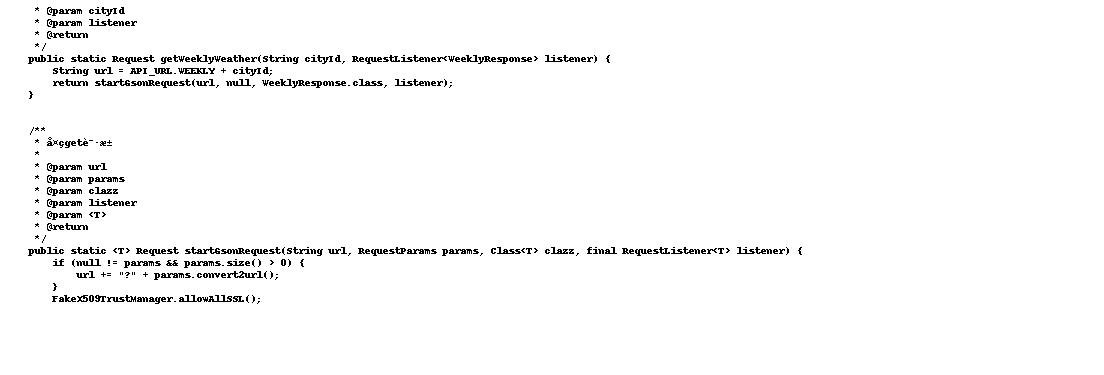 * @param cityId
* @param listener
* @return
*/
public static Request getWeeklyWeather(String cityId, RequestListener<WeeklyResponse> listener) {
String url = API_URL.WEEKLY + cityId;
return startGsonRequest(url, null, WeeklyResponse.class, listener);
}
/**
* å¤çgetè¯·æ±
*
* @param url
* @param params
* @param clazz
* @param listener
* @param <T>
* @return
*/
public static <T> Request startGsonRequest(String url, RequestParams params, Class<T> clazz, final RequestListener<T> listener) {
if (null != params && params.size() > 0) {
url += "?" + params.convert2url();
}
FakeX509TrustManager.allowAllSSL();